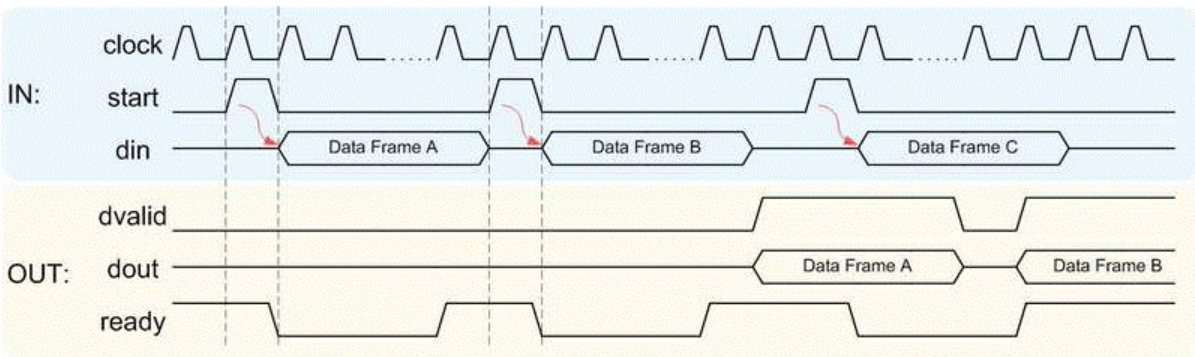 clock
IN:
start
din
Data Frame A
Data Frame B
Data Frame C
dvalid
OUT:
dout
Data Frame A
Data Frame B
ready